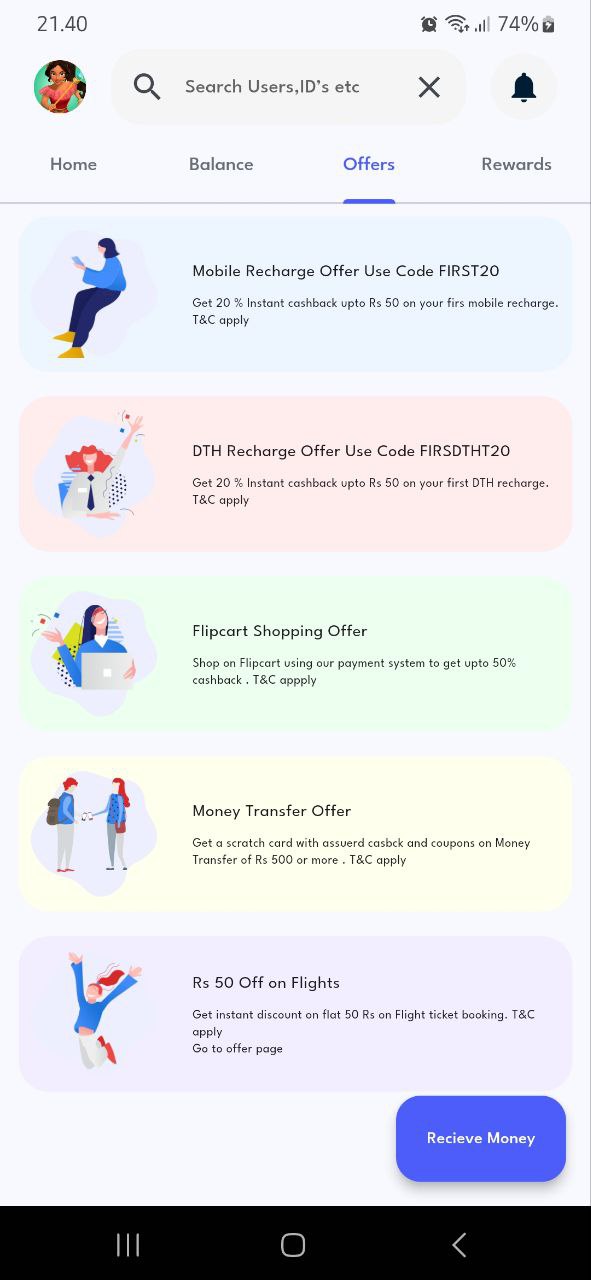 21.40
74%
Search Users,ID’s etc
Home
Balance
Offers
Rewards
Mobile Recharge Offer Use Code FIRST20
Get 20 % Instant cashback upto Rs 50 on your firs mobile recharge.
T&C apply
DTH Recharge Offer Use Code FIRSDTHT20
Get 20 % Instant cashback upto Rs 50 on your first DTH recharge.
T&C apply
Flipcart Shopping Offer
Shop on Flipcart using our payment system to get upto 50%
cashback . T&C appply
Money Transfer Offer
Get a scratch card with assuerd casbck and coupons on Money
Transfer of Rs 500 or more . T&C apply
Rs 50 Off on Flights
Get instant discount on flat 50 Rs on Flight ticket booking. T&C
apply
Go to offer page
Recieve Money